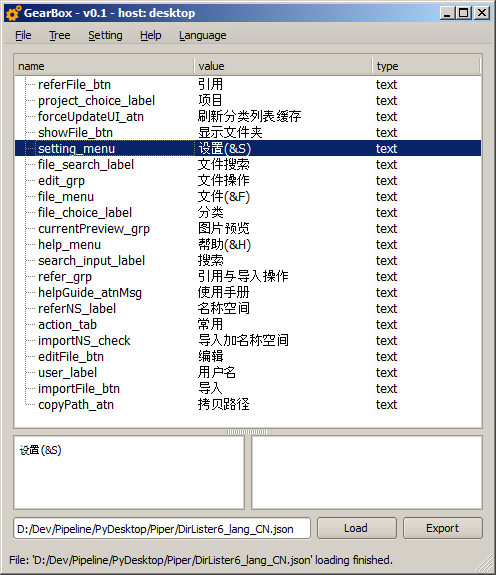 GearBox - v0.1 - host: desktop
File Tree Setting Help Language
name value type
referFile_btn 引用 text
project_choice_label 项目 text
forceUpdateUI_atn 刷新分类列表缓存 text
showFile_btn 显示文件夹 text
setting_menu 设置(&S) text
file_search_label 文件搜索 text
edit_grp 文件操作 text
file_menu 文件(&F) text
file_choice_label 分类 text
currentPreview_grp 图片预览 text
help_menu 帮助(&H) text
search_input_label 搜索 text
refer_grp 引用与导入操作 text
helpGuide_atnMsg 使用手册 text
referNS_label 名称空间 text
action_tab 常用 text
importNS_check 导入加名称空间 text
editFile_btn 编辑 text
user_label 用户名 text
importFile_btn 导入 text
copyPath_atn 拷贝路径 text
设置(&S)
D:/Dev/Pipeline/PyDesktop/Piper/DirLister6_lang_CN.json Load Export
File: 'D:/Dev/Pipeline/PyDesktop/Piper/DirLister6_lang_CN.json' loading finished.